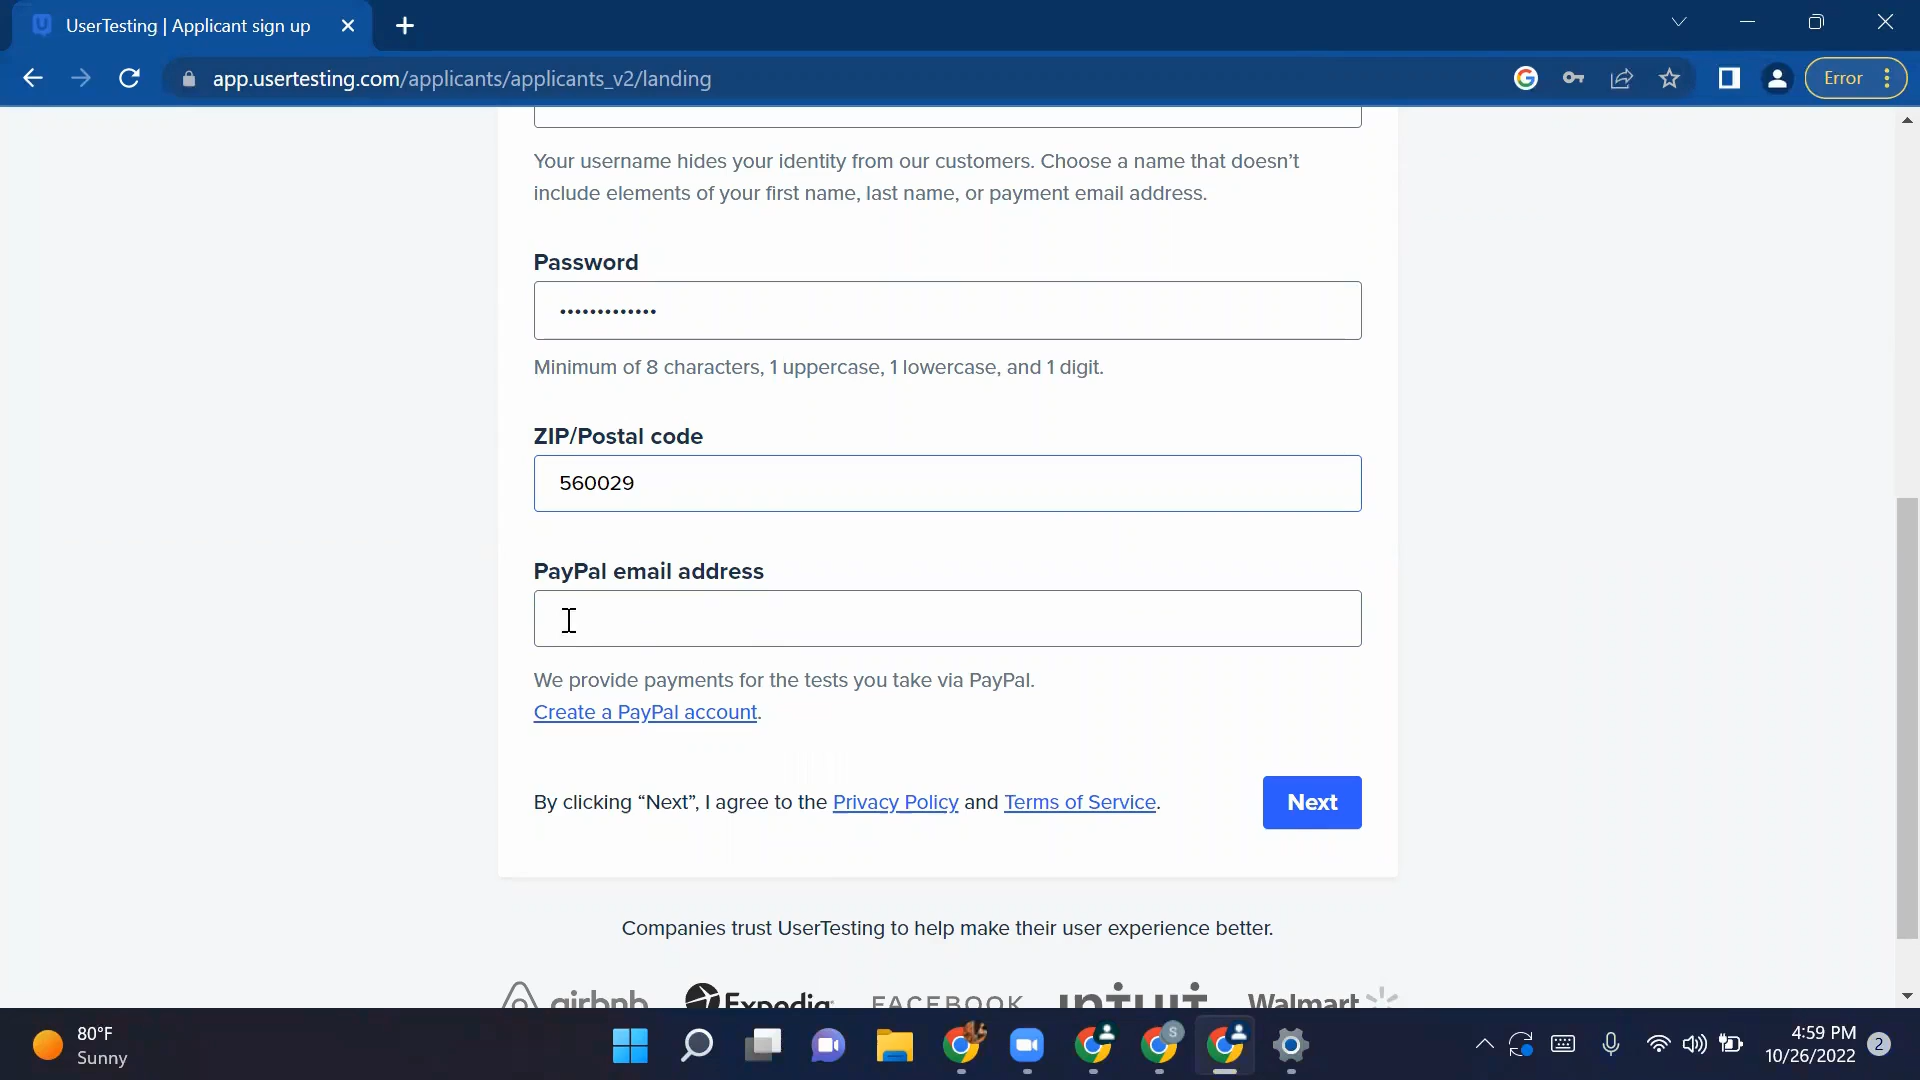 UserTesting | Applicant sign up
app.usertesting.com/applicants/applicants_v2/landing
Error
Your username hides your identity from our customers. Choose a name that doesn’t
include elements of your first name, last name, or payment email address.
Password
•••••••••••••
Minimum of 8 characters, 1 uppercase, 1 lowercase, and 1 digit.
ZIP/Postal code
560029
PayPal email address
We provide payments for the tests you take via PayPal.
Create a PayPal account.
By clicking “Next”, I agree to the Privacy Policy and Terms of Service.
Next
Companies trust UserTesting to help make their user experience better.
airbnb Expedia FACEBOOK intuit Walmart
80°F
Sunny
S
4:59 PM
10/26/2022
2